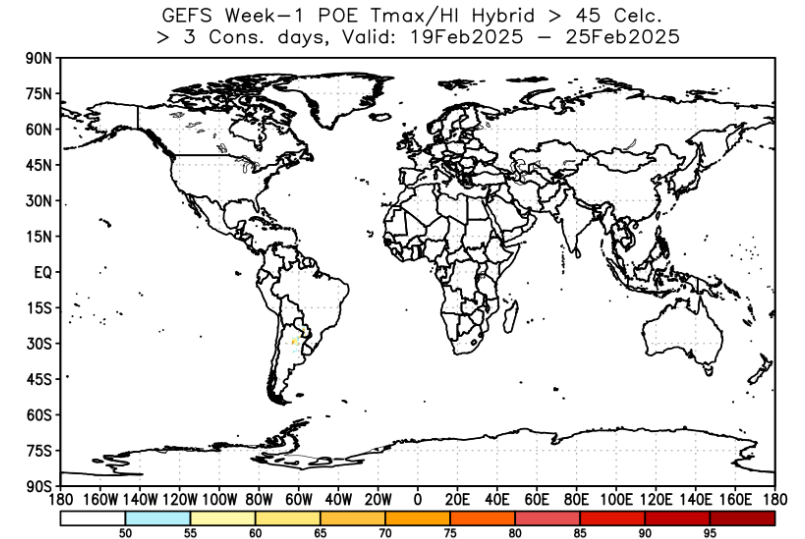 GEFS Week-1 POE Tmax/HI Hybrid > 45 Celc.
> 3 Cons. days, Valid: 19Feb2025 - 25Feb2025
90N
75N
60N
45N
30N
15N
EQ
15S
30S
45S
60S
75S
90S
180 160W 140W 120W 100W 80W 60W 40W 20W 0 20E 40E 60E 80E 100E 120E 140E 160E 180
50 55 60 65 70 75 80 85 90 95